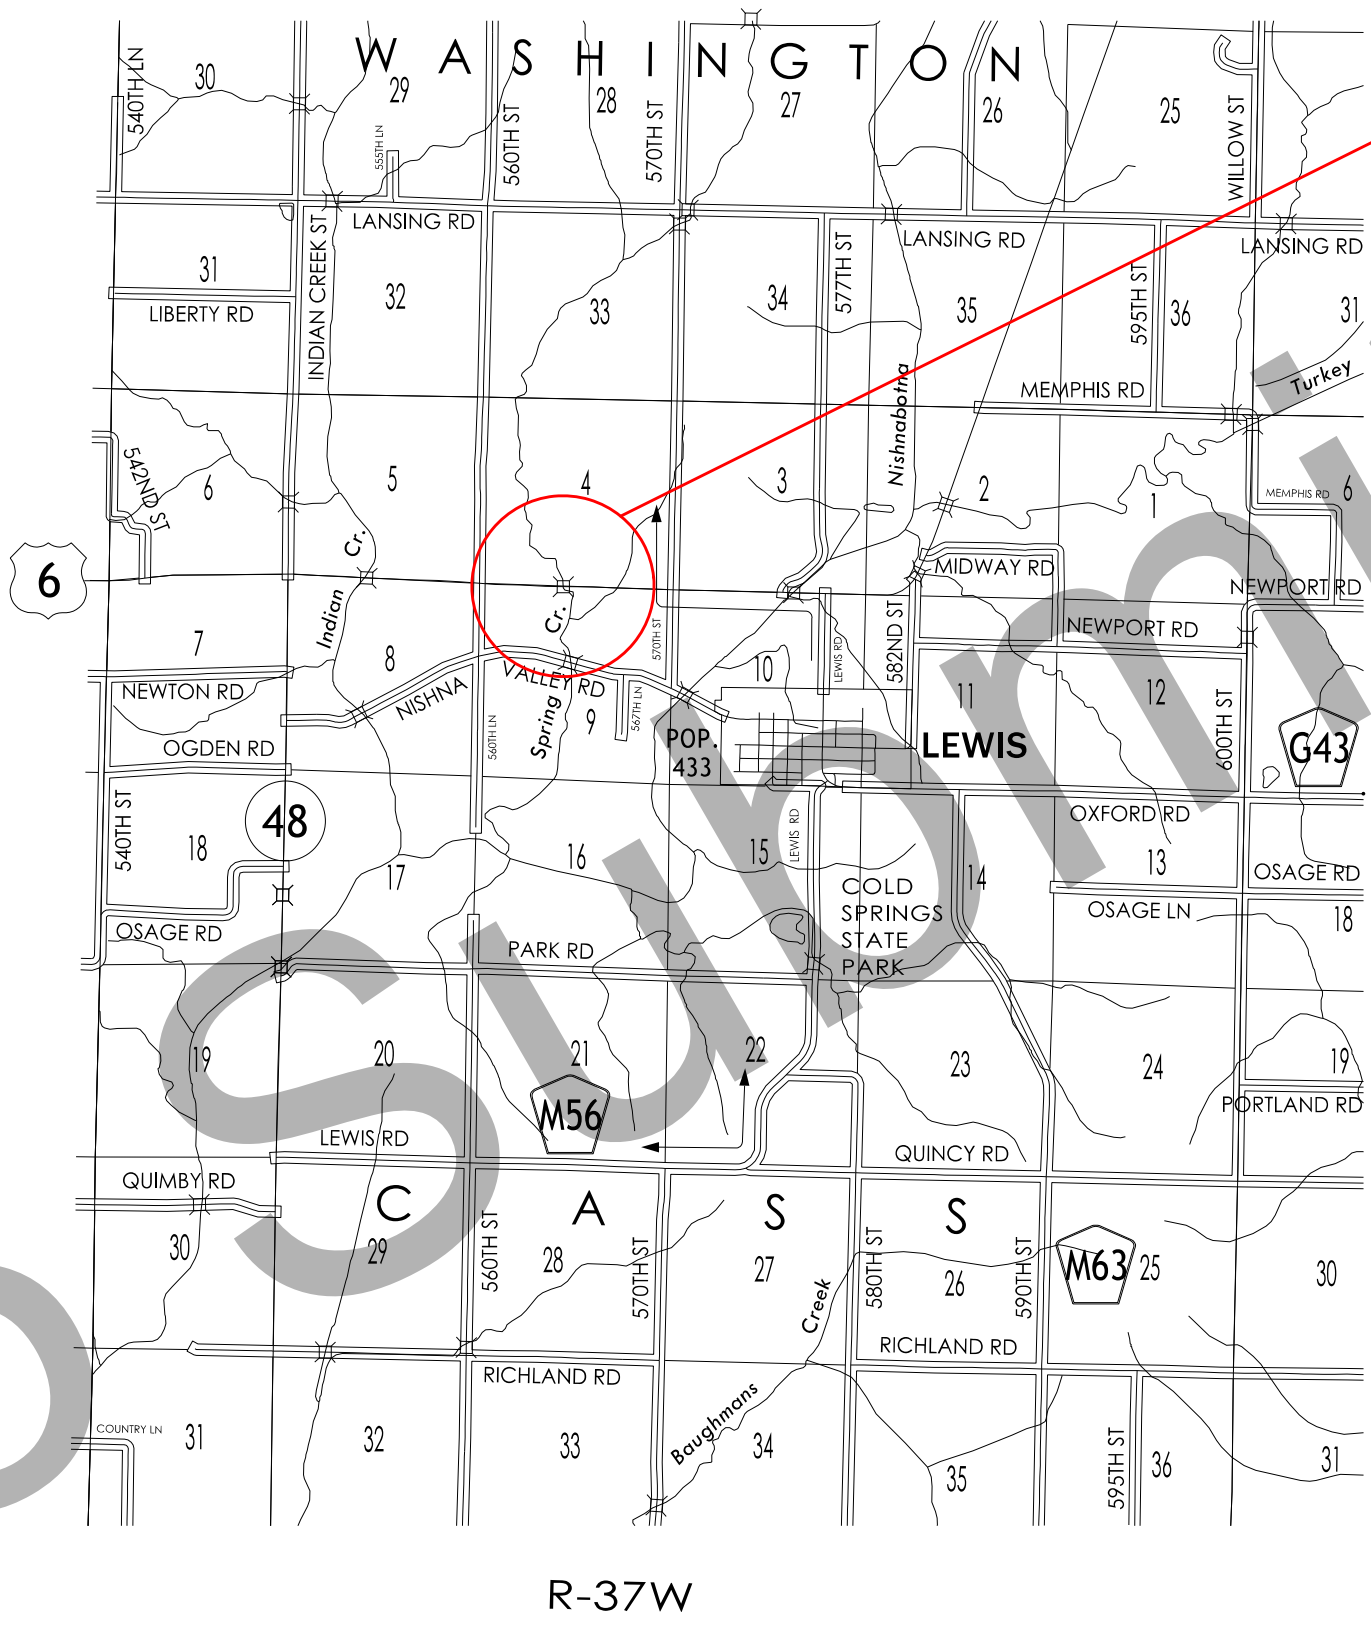 WASHINGTON
30
29
28
27
26
25
540TH LN
555TH LN
560TH ST
570TH ST
WILLOW ST
LANSING RD
LANSING RD
LANSING RD
INDIAN CREEK ST
577TH ST
595TH ST
31
32
33
34
35
36
31
LIBERTY RD
Nishnabotna
MEMPHIS RD
Turkey
542ND ST
6
5
4
3
2
1
MEMPHIS RD
6
6
Indian Cr.
MIDWAY RD
NEWPORT RD
NEWPORT RD
7
8
Spring Cr.
570TH ST
10
LEWIS RD
582ND ST
11
12
NEWTON RD
NISHNA VALLEY RD
9
567TH LN
560TH LN
OGDEN RD
POP.
433
LEWIS
600TH ST
G43
540TH ST
48
18
17
16
15
LEWIS RD
14
OXFORD RD
13
OSAGE RD
COLD
SPRINGS
STATE
PARK
OSAGE LN
18
OSAGE RD
PARK RD
19
20
21
22
23
24
19
M56
PORTLAND RD
LEWIS RD
QUINCY RD
QUIMBY RD
CASS
30
29
28
27
26
25
30
560TH ST
570TH ST
580TH ST
590TH ST
M63
Baughmans Creek
RICHLAND RD
RICHLAND RD
COUNTRY LN
31
32
33
34
35
595TH ST
36
31
R-37W